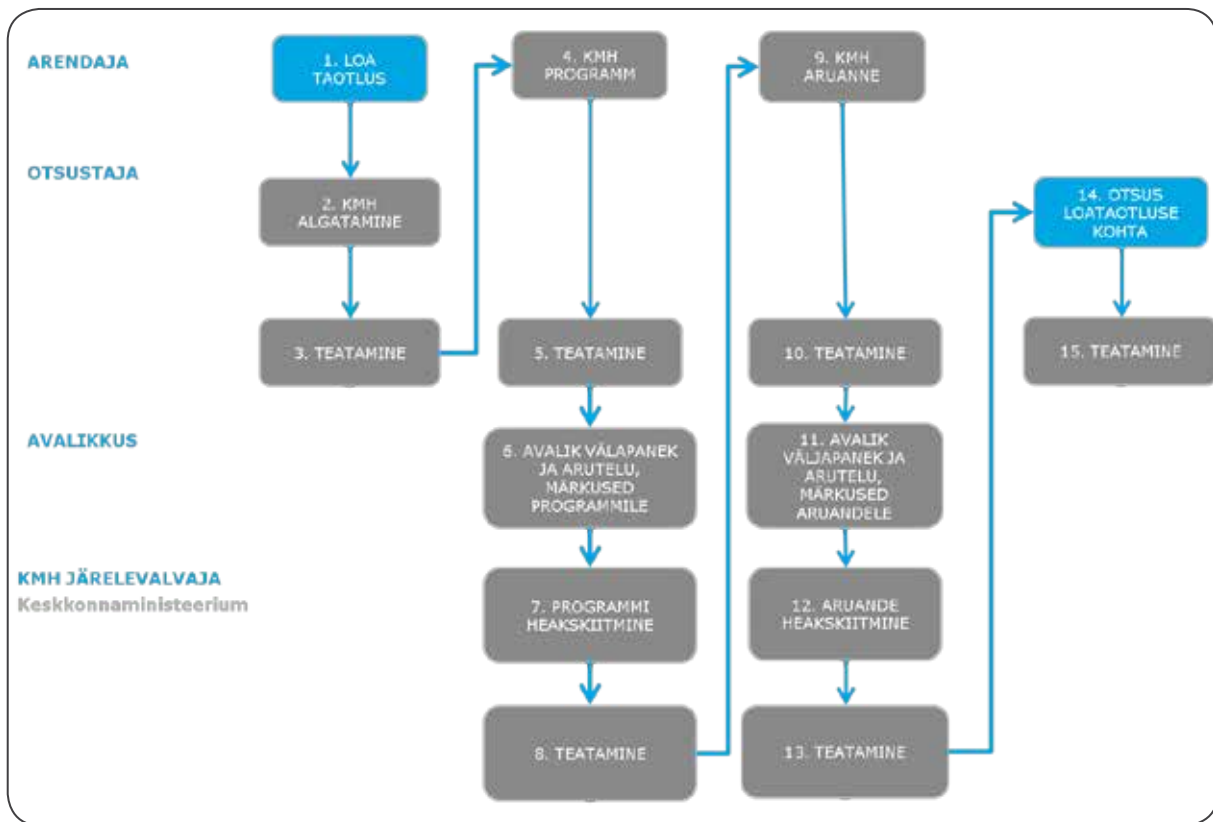 ARENDAJA
1. LOA
TAOTLUS
4. KMH
PROGRAMM
9. KMH
ARUANNE
OTSUSTAJA
2. KMH
ALGATAMINE
14. OTSUS
LOATAOTLUSE
KOHTA
3. TEATAMINE
5. TEATAMINE
10. TEATAMINE
15. TEATAMINE
AVALIKKUS
6. AVALIK VÄLAPANEK
JA ARUTELU,
MÄRKUSED
PROGRAMMILE
11. AVALIK
VÄLJAPANEK JA
ARUTELU,
MÄRKUSED
ARUANDELE
KMH JÄRELEVALVAJA
Keskkonnaministeerium
7. PROGRAMMI
HEAKSKIITMINE
12. ARUANDE
HEAKSKIITMINE
8. TEATAMINE
13. TEATAMINE